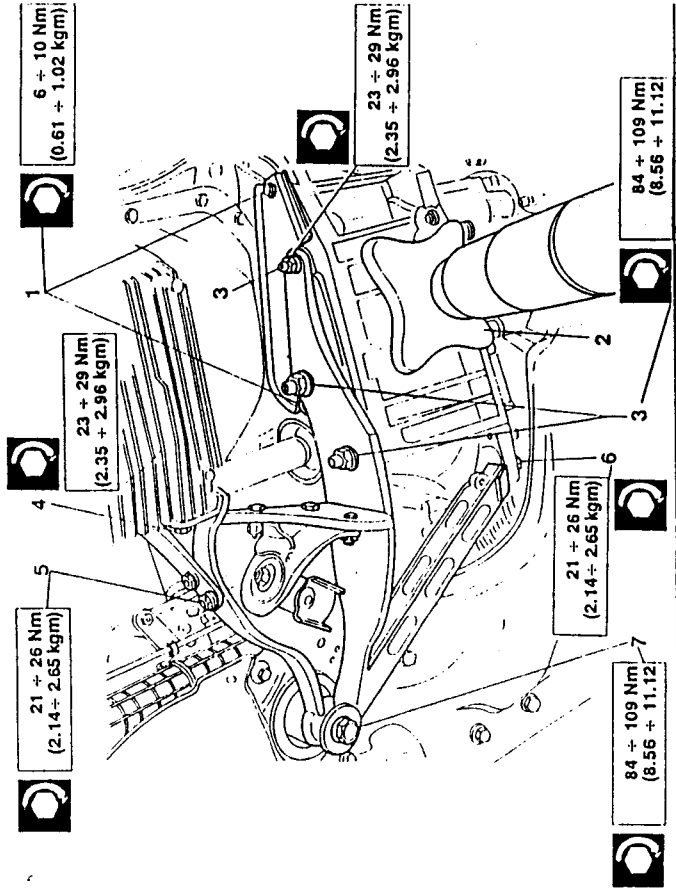 21 ÷ 26 Nm
(2.14÷ 2.65 kgm)
5
4
1
6 ÷ 10 Nm
(0.61 ÷ 1.02 kgm)
23 ÷ 29 Nm
(2.35 ÷ 2.96 kgm)
3
23 ÷ 29 Nm
(2.35 ÷ 2.96 kgm)
2
3
6
21 ÷ 26 Nm
(2.14÷ 2.65 kgm)
7
84 ÷ 109 Nm
(8.56 ÷ 11.12
84 ÷ 109 Nm
(8.56 ÷ 11.12